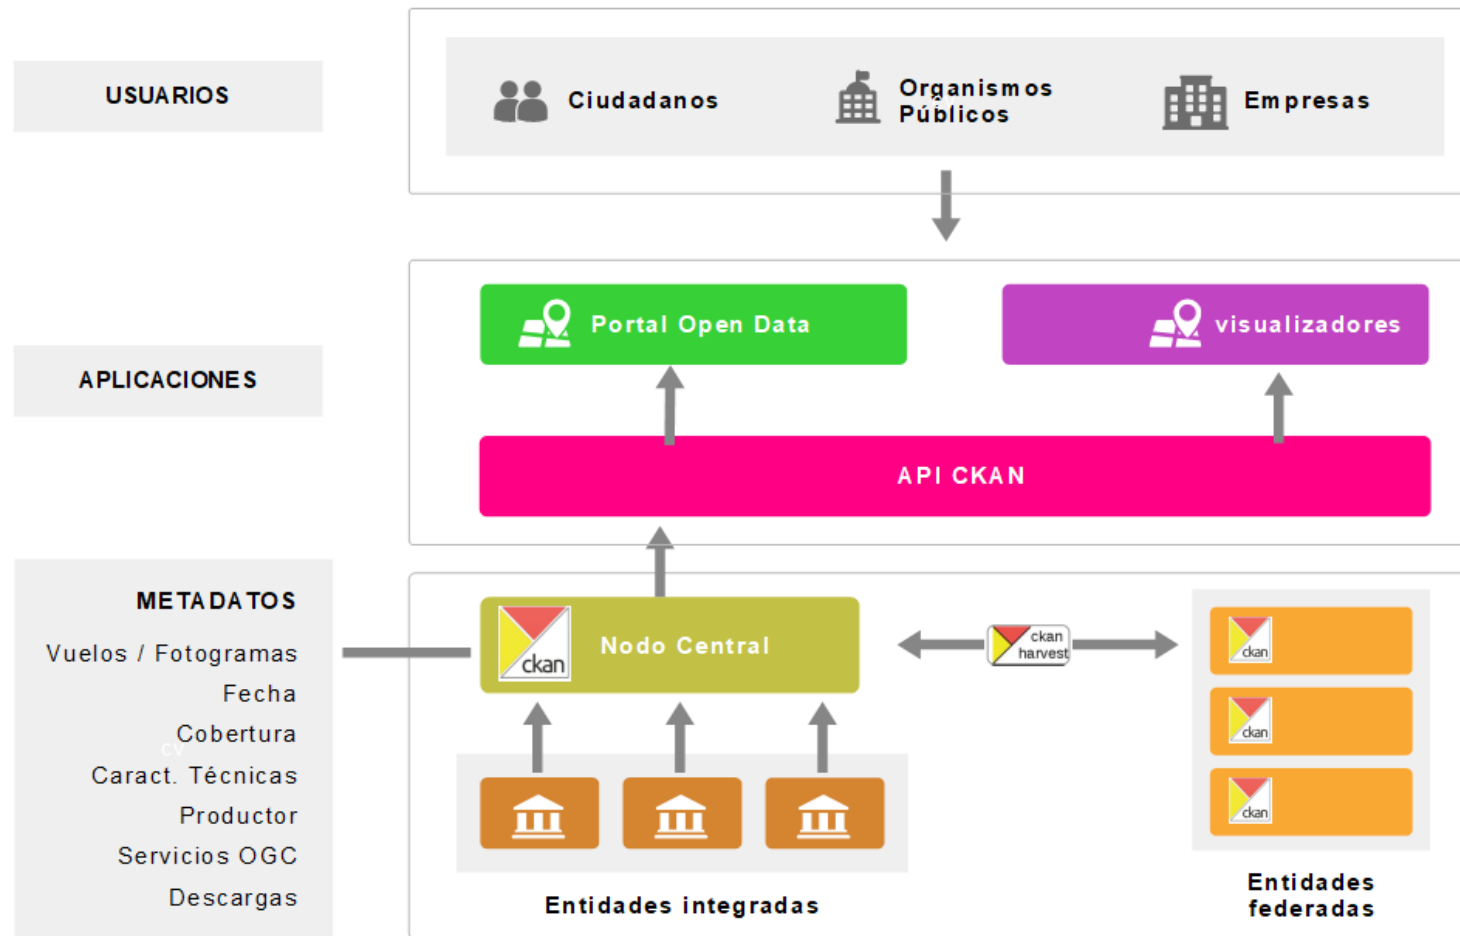 USUARIOS
Ciudadanos
Organismos
Públicos
Empresas
APLICACIONES
Portal Open Data
visualizadores
API CKAN
METADATOS
Vuelos / Fotogramas
Fecha
Cobertura
cv
Caract. Técnicas
Productor
Servicios OGC
Descargas
ckan
Nodo Central
ckan
harvest
ckan
ckan
ckan
Entidades integradas
Entidades
federadas